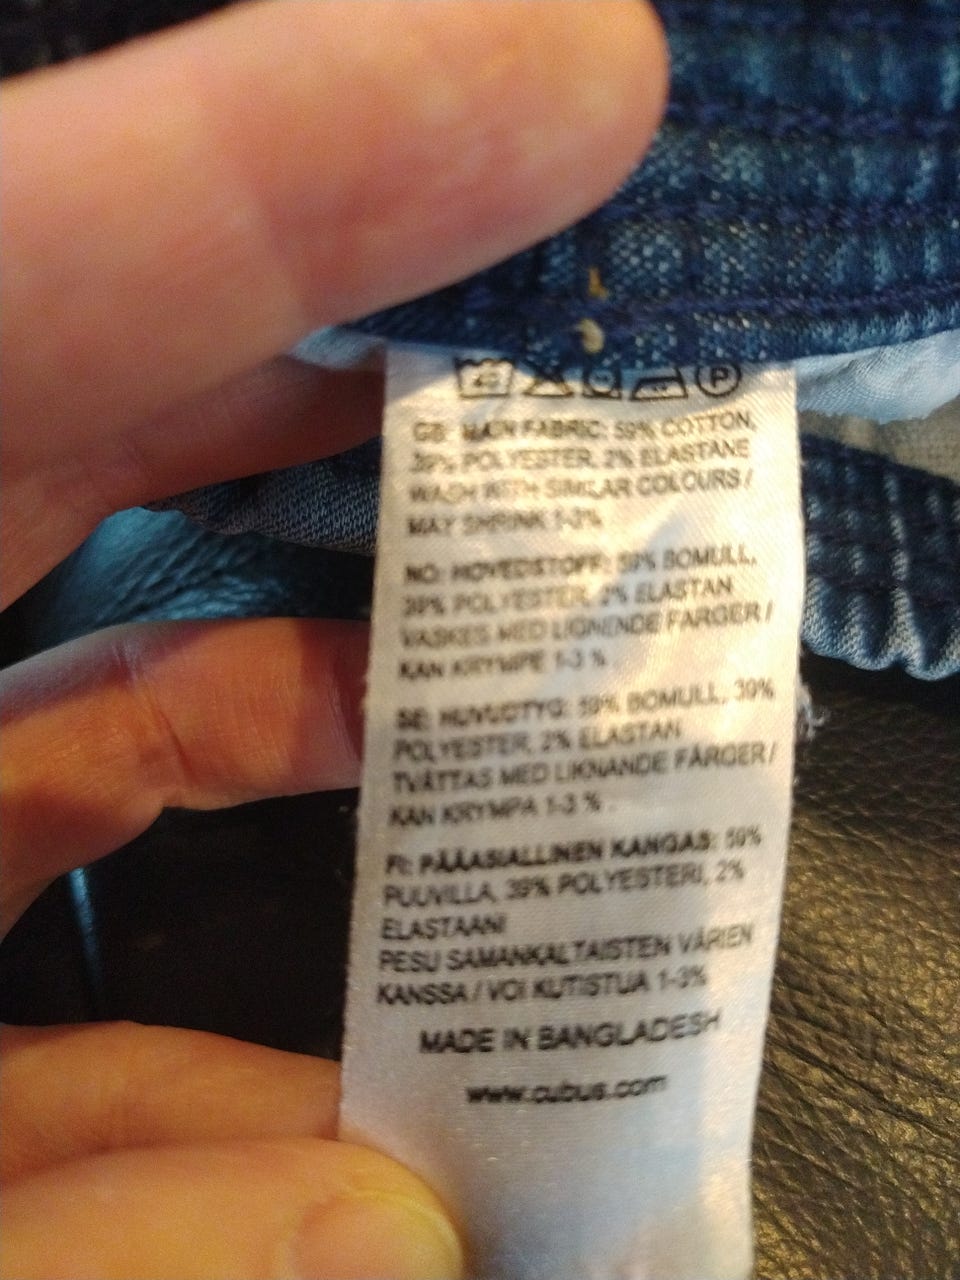 GB: MAIN FABRIC: 59% COTTON,
39% POLYESTER, 2% ELASTANE
WASH WITH SIMILAR COLOURS /
MAY SHRINK 1-3%
NO: HOVEDSTOFF: 59% BOMULL,
39% POLYESTER, 2% ELASTAN
VASKES MED LIGNENDE FARGER /
KAN KRYMPE 1-3 %
SE: HUVUDTYG: 59% BOMULL, 39%
POLYESTER, 2% ELASTAN
TVÄTTAS MED LIKNANDE FÄRGER /
KAN KRYMPA 1-3 %
FI: PÄÄASIALLINEN KANGAS: 59%
PUUVILLA, 39% POLYESTERI, 2%
ELASTAANI
PESU SAMANKALTAISTEN VÄRIEN
KANSSA / VOI KUTISTUA 1-3%
MADE IN BANGLADESH
www.cubus.com